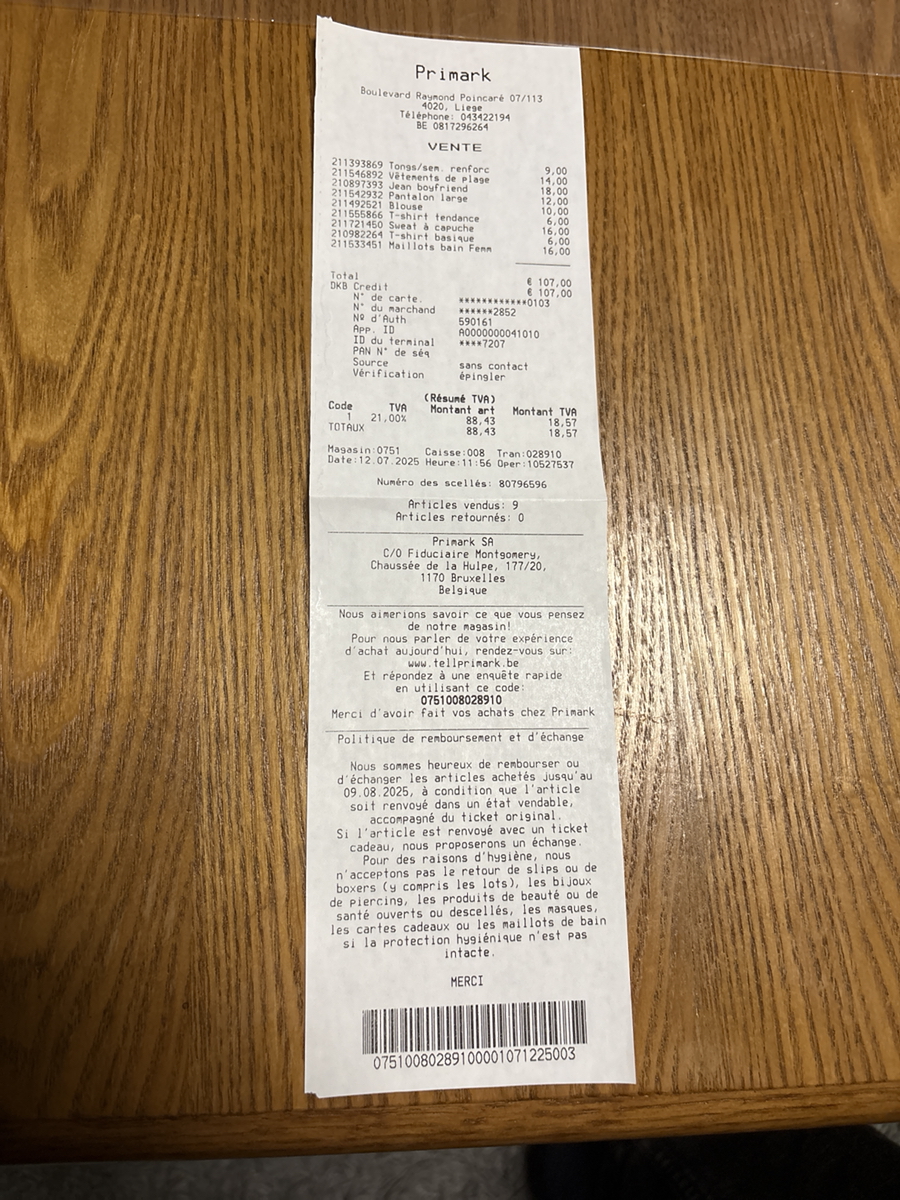 Primark
Boulevard Raymond Poincaré 07/113
4020, Liege
Téléphone: 043422194
BE 0817296264
VENTE
211393869 Tongs/sem. renforc 9,00
211546892 Vêtements de plage 14,00
210897393 Jean boyfriend 18,00
211542932 Pantalon large 12,00
211492521 Blouse 10,00
211555866 T-shirt tendance 6,00
211721450 Sweat à capuche 16,00
210982264 T-shirt basique 6,00
211533451 Maillots bain Femm 16,00
Total € 107,00
DKB Credit € 107,00
N° de carte. ************0103
N° du marchand ******2852
Nº d'Auth 590161
App. ID A0000000041010
ID du terminal ****7207
PAN N° de séq
Source sans contact
Vérification épingler
(Résumé TVA)
Code TVA Montant art Montant TVA
1 21,00% 88,43 18,57
TOTAUX 88,43 18,57
Magasin:0751 Caisse:008 Tran:028910
Date:12.07.2025 Heure:11:56 Oper:10527537
Numéro des scellés: 80796596
Articles vendus: 9
Articles retournés: 0
Primark SA
C/O Fiduciaire Montgomery,
Chaussée de la Hulpe, 177/20,
1170 Bruxelles
Belgique
Nous aimerions savoir ce que vous pensez
de notre magasin!
Pour nous parler de votre expérience
d'achat aujourd'hui, rendez-vous sur:
www.tellprimark.be
Et répondez à une enquête rapide
en utilisant ce code:
0751008028910
Merci d'avoir fait vos achats chez Primark
Politique de remboursement et d'échange
Nous sommes heureux de rembourser ou
d'échanger les articles achetés jusqu'au
09.08.2025, à condition que l'article
soit renvoyé dans un état vendable,
accompagné du ticket original.
Si l'article est renvoyé avec un ticket
cadeau, nous proposerons un échange.
Pour des raisons d'hygiène, nous
n'acceptons pas le retour de slips ou de
boxers (y compris les lots), les bijoux
de piercing, les produits de beauté ou de
santé ouverts ou descellés, les masques,
les cartes cadeaux ou les maillots de bain
si la protection hygiénique n'est pas
intacte.
MERCI
07510080289100001071225003